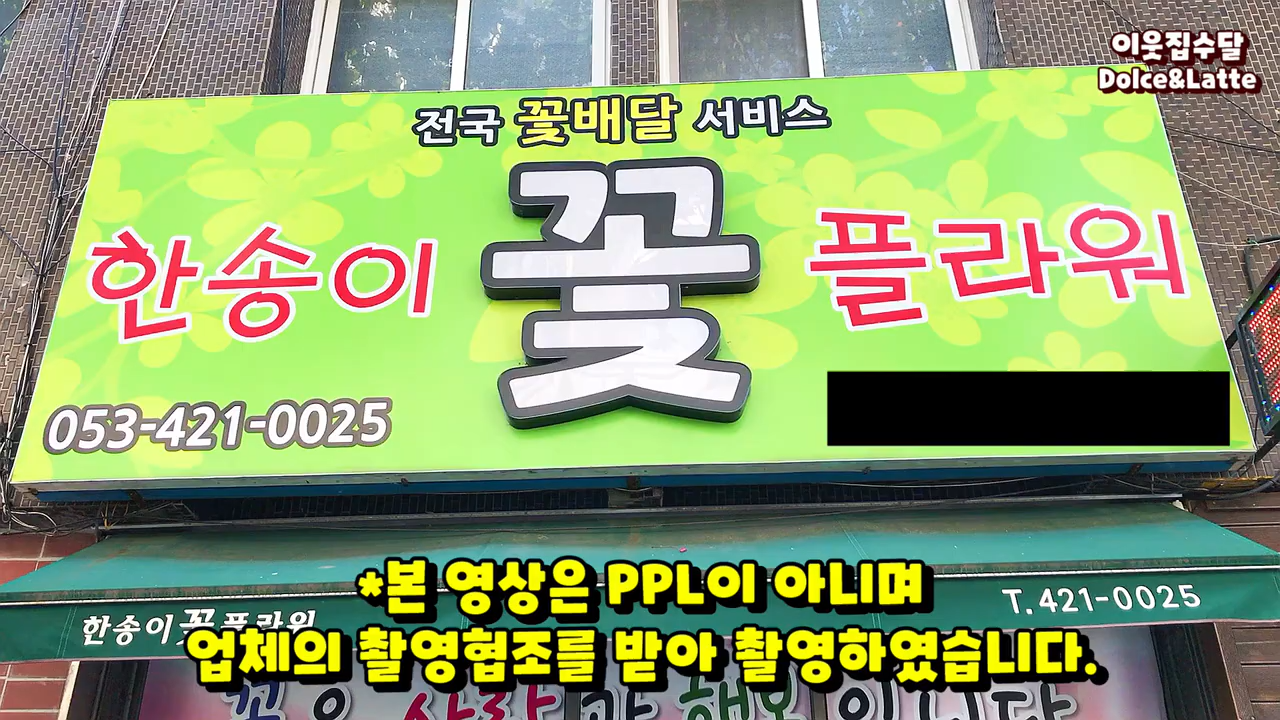 이웃집수달
Dolce&Latte
전국 꽃배달 서비스
한송이 꽃 플라워
053-421-0025
*본 영상은 PPL이 아니며
한송이꽃플라워
T. 421-0025
업체의 촬영협조를 받아 촬영하였습니다.